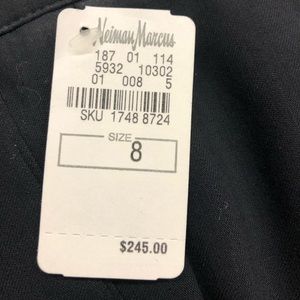 Neiman Marcus
187 01 114
5932 10302
01 008 5
SKU 1748 8724
SIZE
8
$245.00